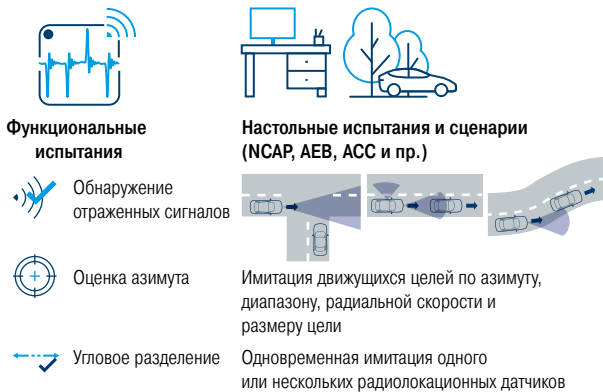 Функциональные
испытания
Обнаружение
отраженных сигналов
Оценка азимута
Угловое разделение
Настольные испытания и сценарии
(NCAP, AEB, ACC и пр.)
Имитация движущихся целей по азимуту,
диапазону, радиальной скорости и
размеру цели
Одновременная имитация одного
или нескольких радиолокационных датчиков